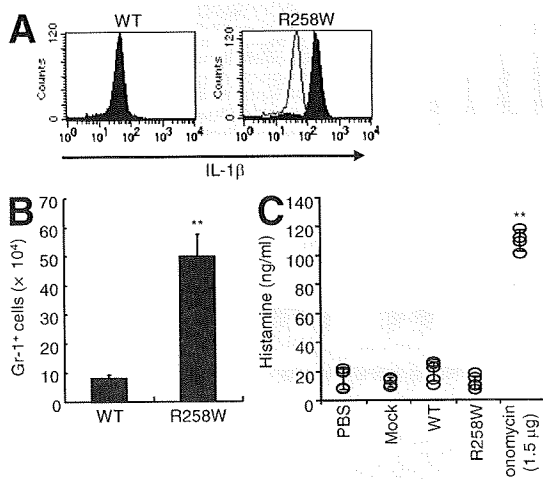 A
WT
R258W
120
Counts
0
10⁰ 10¹ 10² 10³ 10⁴
120
Counts
0
10⁰ 10¹ 10² 10³ 10⁴
IL-1β
B
Gr-1⁺ cells (× 10⁴)
70
60
50
40
30
20
10
0
**
WT
R258W
C
Histamine (ng/ml)
140
120
100
80
60
40
20
0
**
PBS
Mock
WT
R258W
onomycin
(1.5 µg)